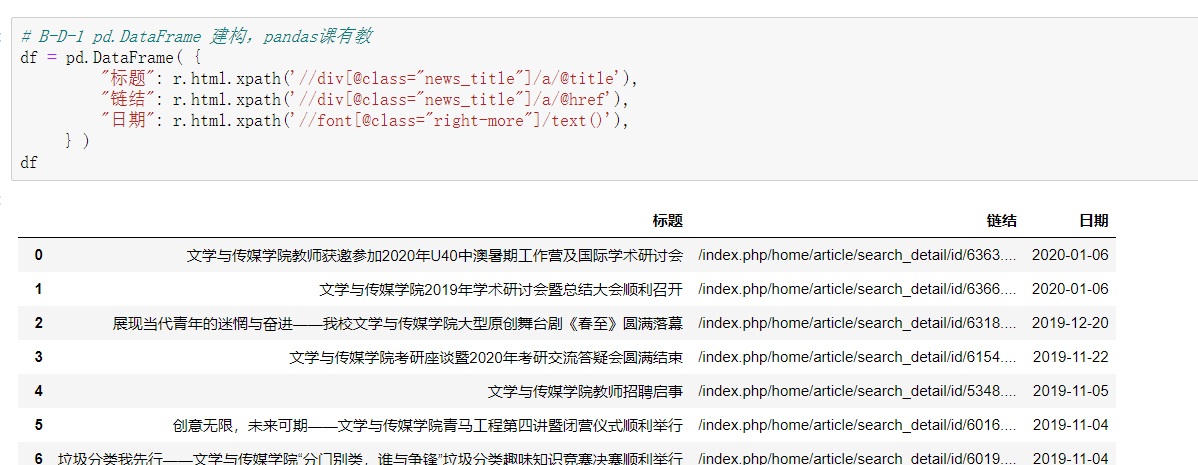 # B-D-1 pd.DataFrame 建构，pandas课有教
df = pd.DataFrame( {
"标题": r.html.xpath('//div[@class="news_title"]/a/@title'),
"链结": r.html.xpath('//div[@class="news_title"]/a/@href'),
"日期": r.html.xpath('//font[@class="right-more"]/text()'),
} )
df
标题 链结 日期
0 文学与传媒学院教师获邀参加2020年U40中澳暑期工作营及国际学术研讨会 /index.php/home/article/search_detail/id/6363.... 2020-01-06
1 文学与传媒学院2019年学术研讨会暨总结大会顺利召开 /index.php/home/article/search_detail/id/6366.... 2020-01-06
2 展现当代青年的迷惘与奋进——我校文学与传媒学院大型原创舞台剧《春至》圆满落幕 /index.php/home/article/search_detail/id/6318.... 2019-12-20
3 文学与传媒学院考研座谈暨2020年考研交流答疑会圆满结束 /index.php/home/article/search_detail/id/6154.... 2019-11-22
4 文学与传媒学院教师招聘启事 /index.php/home/article/search_detail/id/5348.... 2019-11-05
5 创意无限，未来可期——文学与传媒学院青马工程第四讲暨闭营仪式顺利举行 /index.php/home/article/search_detail/id/6016.... 2019-11-04
6 垃圾分类我先行——文学与传媒学院“分门别类，谁与争锋”垃圾分类趣味知识竞赛决赛顺利举行 /index.php/home/article/search_detail/id/6019.... 2019-11-04